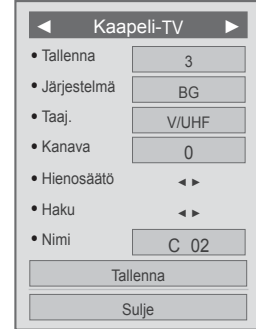 ◄ Kaapeli-TV ►
• Tallenna 3
• Järjestelmä BG
• Taaj. V/UHF
• Kanava 0
• Hienosäätö ◄ ►
• Haku ◄ ►
• Nimi C 02
Tallenna
Sulje